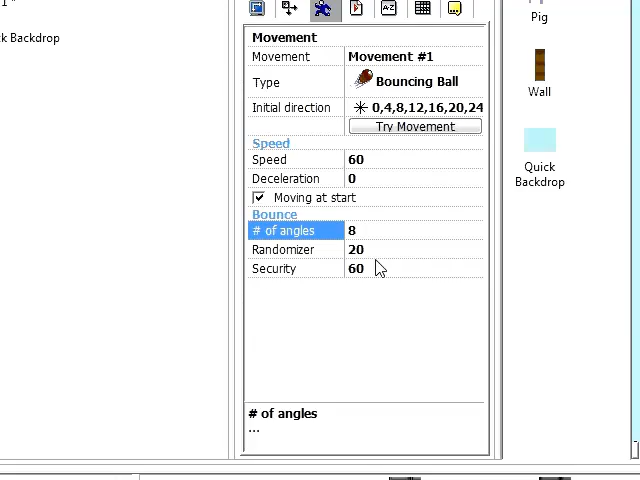 1 "
ck Backdrop
A-Z
Movement
Movement Movement #1
Type Bouncing Ball
Initial direction 0,4,8,12,16,20,24
Try Movement
Speed
Speed 60
Deceleration 0
Moving at start
Bounce
# of angles 8
Randomizer 20
Security 60
# of angles
...
Pig
Wall
Quick
Backdrop